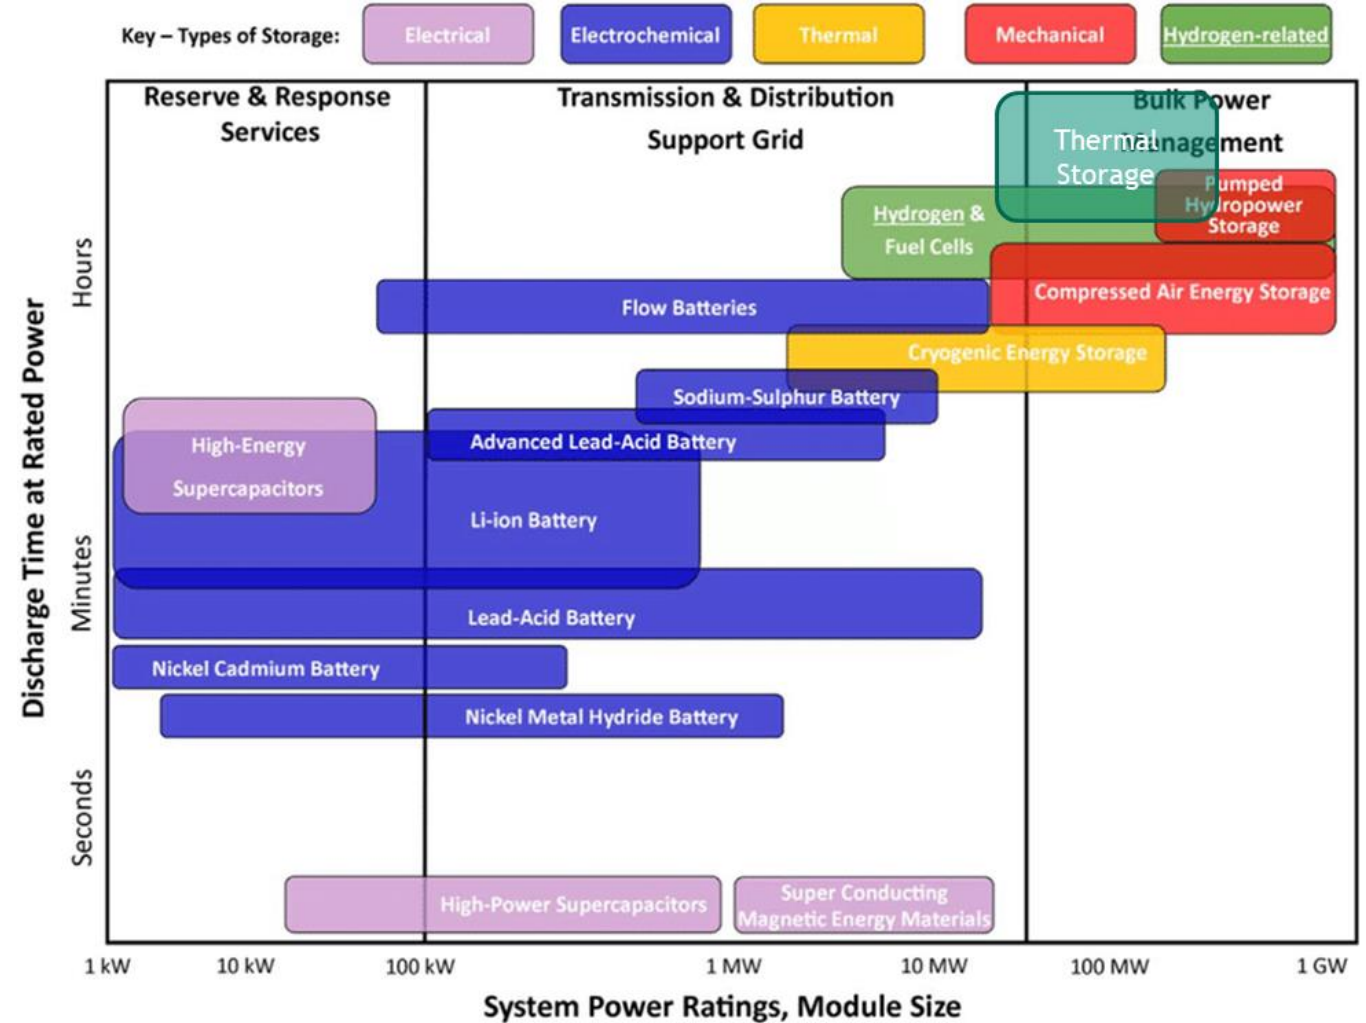 Key – Types of Storage:
Electrical
Electrochemical
Thermal
Mechanical
Hydrogen-related
Reserve & Response
Services
Transmission & Distribution
Support Grid
Bulk Power
Management
Thermal
Storage
Pumped
Hydropower
Storage
Hydrogen &
Fuel Cells
Compressed Air Energy Storage
Flow Batteries
Cryogenic Energy Storage
Sodium-Sulphur Battery
Advanced Lead-Acid Battery
High-Energy
Supercapacitors
Li-ion Battery
Lead-Acid Battery
Nickel Cadmium Battery
Nickel Metal Hydride Battery
High-Power Supercapacitors
Super Conducting
Magnetic Energy Materials
Discharge Time at Rated Power
Hours
Minutes
Seconds
1 kW
10 kW
100 kW
1 MW
10 MW
100 MW
1 GW
System Power Ratings, Module Size